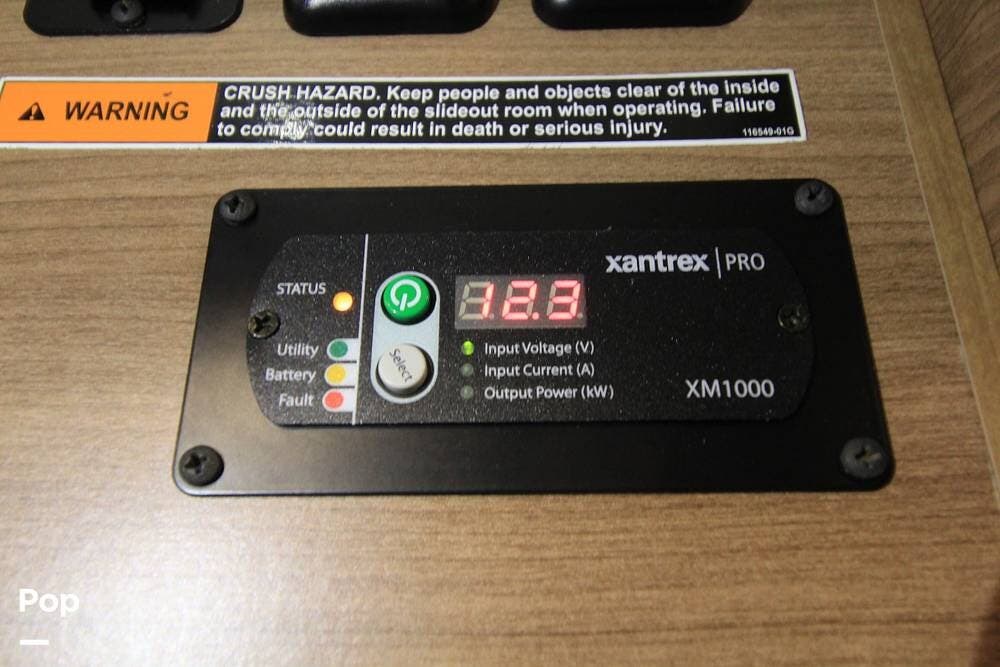 WARNING
CRUSH HAZARD. Keep people and objects clear of the inside
and the outside of the slideout room when operating. Failure
to comply could result in death or serious injury.
116549-01G
xantrex | PRO
STATUS
12.3
Utility
Battery
Fault
Select
Input Voltage (V)
Input Current (A)
Output Power (kW)
XM1000
Pop